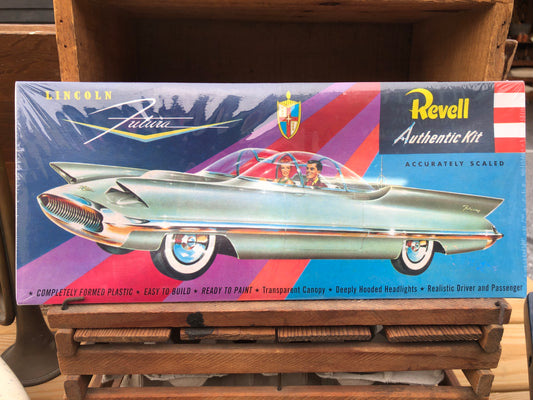 LINCOLN
Futura
Revell
Authentic Kit
ACCURATELY SCALED
Futura
★ COMPLETELY FORMED PLASTIC ★ EASY TO BUILD ★ READY TO PAINT ★ Transparent Canopy ★ Deeply Hooded Headlights ★ Realistic Driver and Passenger